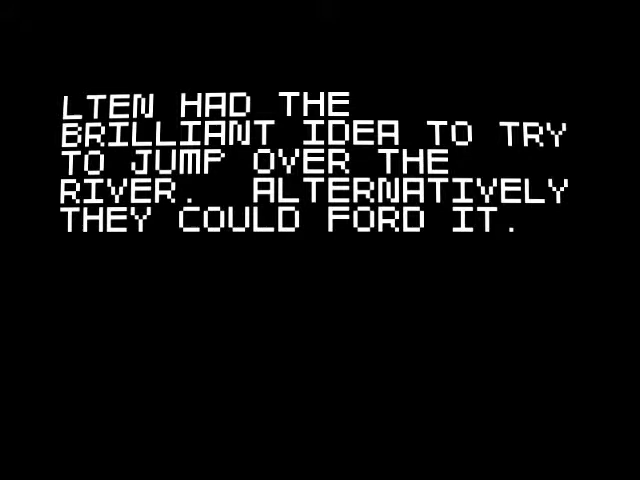 LTEN HAD THE
BRILLIANT IDEA TO TRY
TO JUMP OVER THE
RIVER.  ALTERNATIVELY
THEY COULD FORD IT.